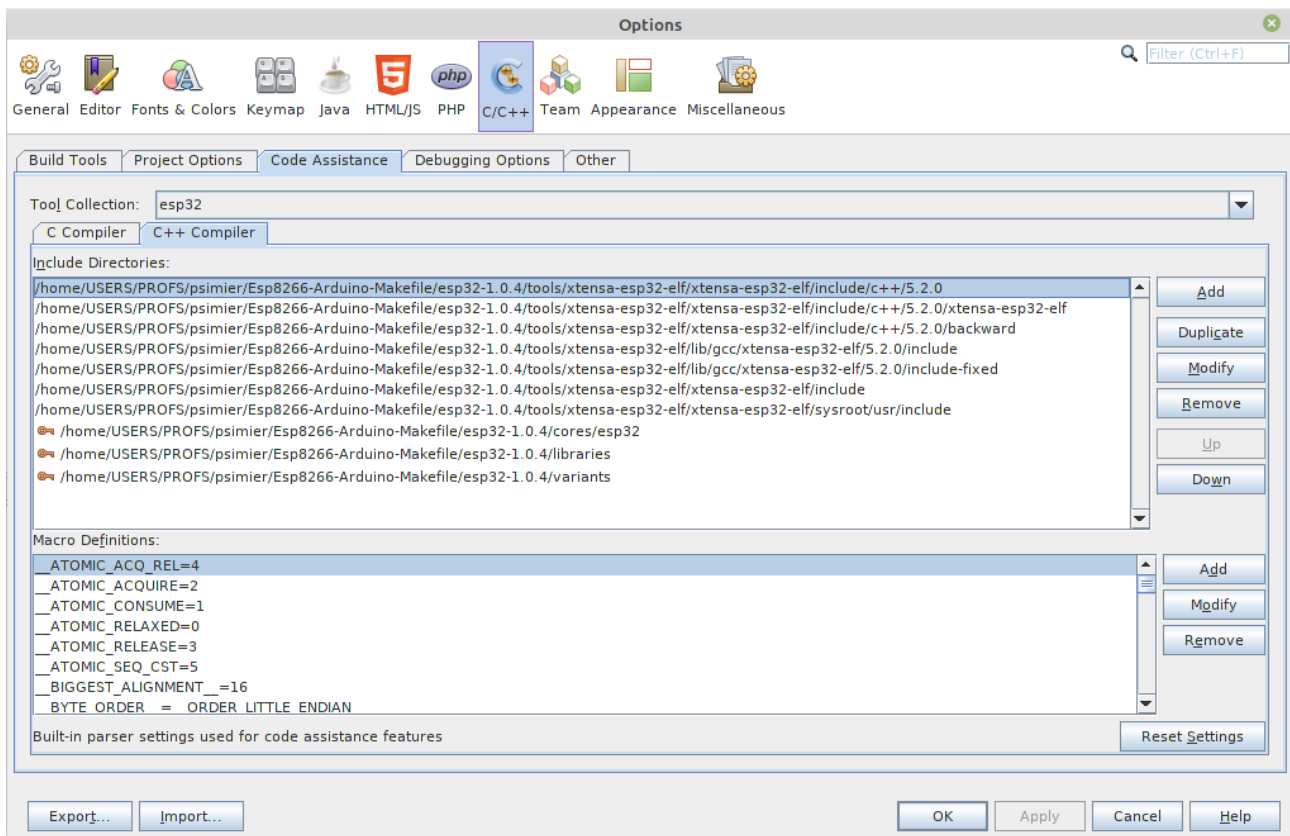 Options
Filter (Ctrl+F)
General Editor Fonts & Colors Keymap Java HTML/JS PHP C/C++ Team Appearance Miscellaneous
Build Tools Project Options Code Assistance Debugging Options Other
Tool Collection: esp32
C Compiler C++ Compiler
Include Directories:
/home/USERS/PROFS/psimier/Esp8266-Arduino-Makefile/esp32-1.0.4/tools/xtensa-esp32-elf/xtensa-esp32-elf/include/c++/5.2.0
/home/USERS/PROFS/psimier/Esp8266-Arduino-Makefile/esp32-1.0.4/tools/xtensa-esp32-elf/xtensa-esp32-elf/include/c++/5.2.0/xtensa-esp32-elf
/home/USERS/PROFS/psimier/Esp8266-Arduino-Makefile/esp32-1.0.4/tools/xtensa-esp32-elf/xtensa-esp32-elf/include/c++/5.2.0/backward
/home/USERS/PROFS/psimier/Esp8266-Arduino-Makefile/esp32-1.0.4/tools/xtensa-esp32-elf/lib/gcc/xtensa-esp32-elf/5.2.0/include
/home/USERS/PROFS/psimier/Esp8266-Arduino-Makefile/esp32-1.0.4/tools/xtensa-esp32-elf/lib/gcc/xtensa-esp32-elf/5.2.0/include-fixed
/home/USERS/PROFS/psimier/Esp8266-Arduino-Makefile/esp32-1.0.4/tools/xtensa-esp32-elf/xtensa-esp32-elf/include
/home/USERS/PROFS/psimier/Esp8266-Arduino-Makefile/esp32-1.0.4/tools/xtensa-esp32-elf/xtensa-esp32-elf/sysroot/usr/include
/home/USERS/PROFS/psimier/Esp8266-Arduino-Makefile/esp32-1.0.4/cores/esp32
/home/USERS/PROFS/psimier/Esp8266-Arduino-Makefile/esp32-1.0.4/libraries
/home/USERS/PROFS/psimier/Esp8266-Arduino-Makefile/esp32-1.0.4/variants
Add
Duplicate
Modify
Remove
Up
Down
Macro Definitions:
__ATOMIC_ACQ_REL=4
__ATOMIC_ACQUIRE=2
__ATOMIC_CONSUME=1
__ATOMIC_RELAXED=0
__ATOMIC_RELEASE=3
__ATOMIC_SEQ_CST=5
__BIGGEST_ALIGNMENT__=16
__BYTE_ORDER__=__ORDER_LITTLE_ENDIAN__
Add
Modify
Remove
Built-in parser settings used for code assistance features
Reset Settings
Export... Import... OK Apply Cancel Help